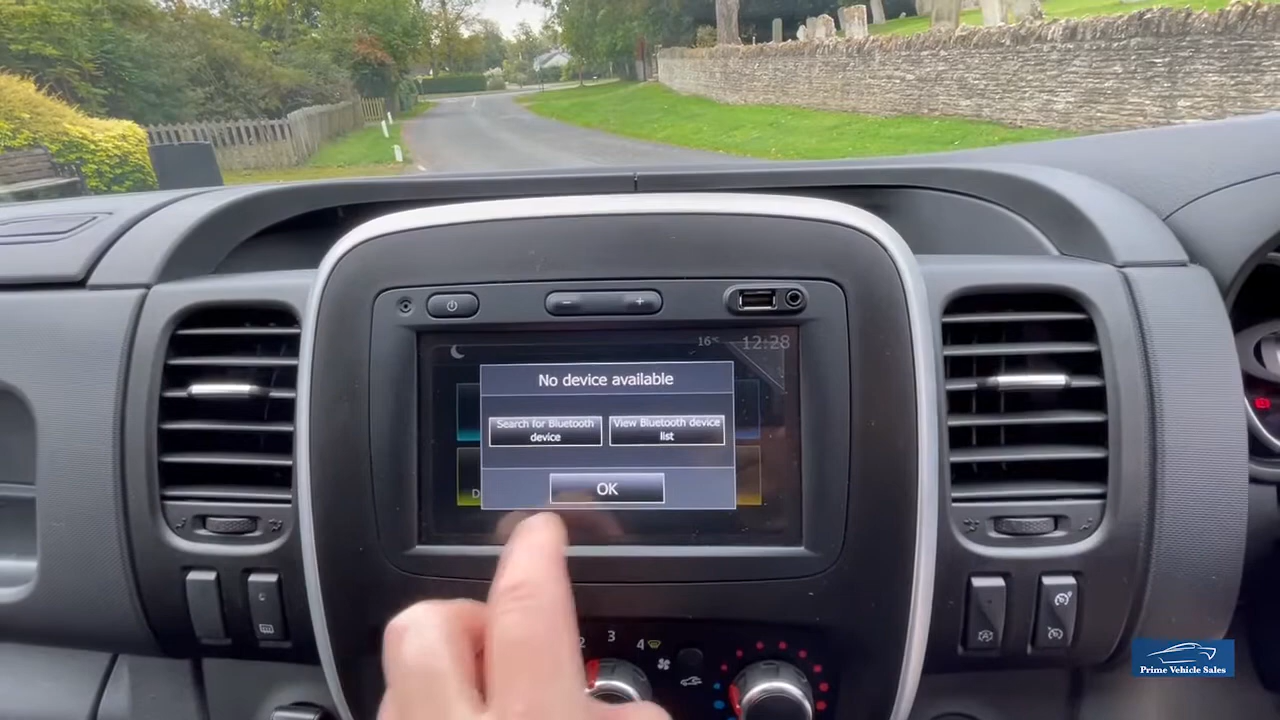 16°
12:28
No device available
Search for Bluetooth
device
View Bluetooth device
list
OK
D
2 3 4
Prime Vehicle Sales